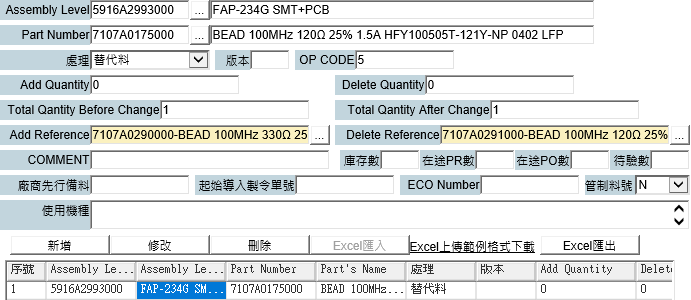 Assembly Level 5916A2993000 ... FAP-234G SMT+PCB
Part Number 7107A0175000 ... BEAD 100MHz 120Ω 25% 1.5A HFY100505T-121Y-NP 0402 LFP
處理 替代料 版本 OP CODE 5
Add Quantity 0 Delete Quantity 0
Total Qantity Before Change 1 Total Qantity After Change 1
Add Reference 7107A0290000-BEAD 100MHz 330Ω 25 ... Delete Reference 7107A0291000-BEAD 100MHz 120Ω 25% ...
COMMENT 庫存數 在途PR數 在途PO數 待驗數
廠商先行備料 起始導入製令單號 ECO Number 管制料號 N
使用機種
新增 修改 刪除 Excel匯入 Excel上傳範例格式下載 Excel匯出
序號 Assembly Le... Assembly Le... Part Number Part's Name 處理 版本 Add Quantity Delete
1 5916A2993000 FAP-234G SM... 7107A0175000 BEAD 100MHz... 替代料 0 0